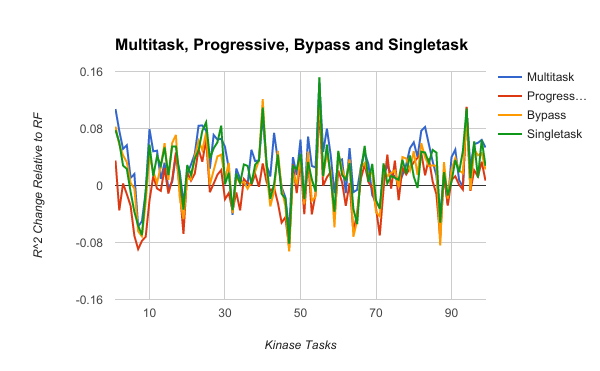 Multitask, Progressive, Bypass and Singletask
0.16
0.08
0
-0.08
-0.16
R^2 Change Relative to RF
10
30
50
70
90
Kinase Tasks
Multitask
Progress…
Bypass
Singletask